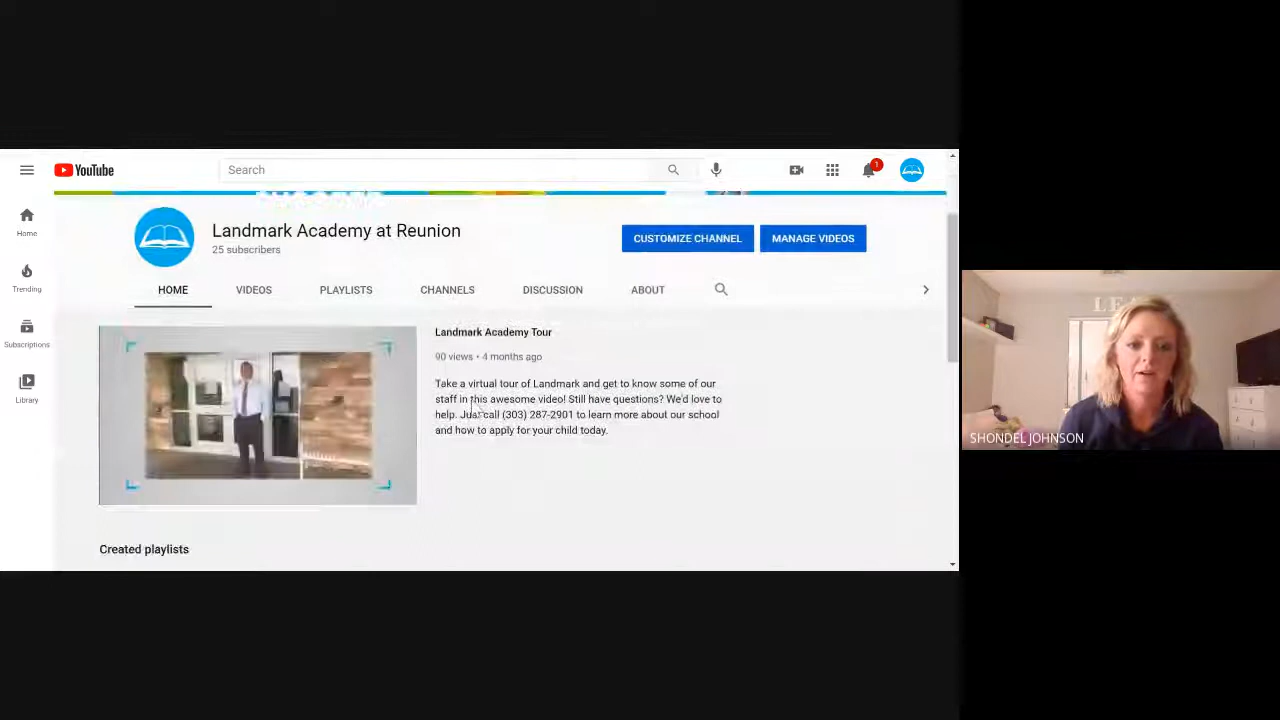 YouTube
Search
1
Home
Trending
Subscriptions
Library
Landmark Academy at Reunion
25 subscribers
CUSTOMIZE CHANNEL
MANAGE VIDEOS
HOME
VIDEOS
PLAYLISTS
CHANNELS
DISCUSSION
ABOUT
Landmark Academy Tour
90 views • 4 months ago
Take a virtual tour of Landmark and get to know some of our
staff in this awesome video! Still have questions? We'd love to
help. Just call (303) 287-2901 to learn more about our school
and how to apply for your child today.
Created playlists
SHONDEL JOHNSON